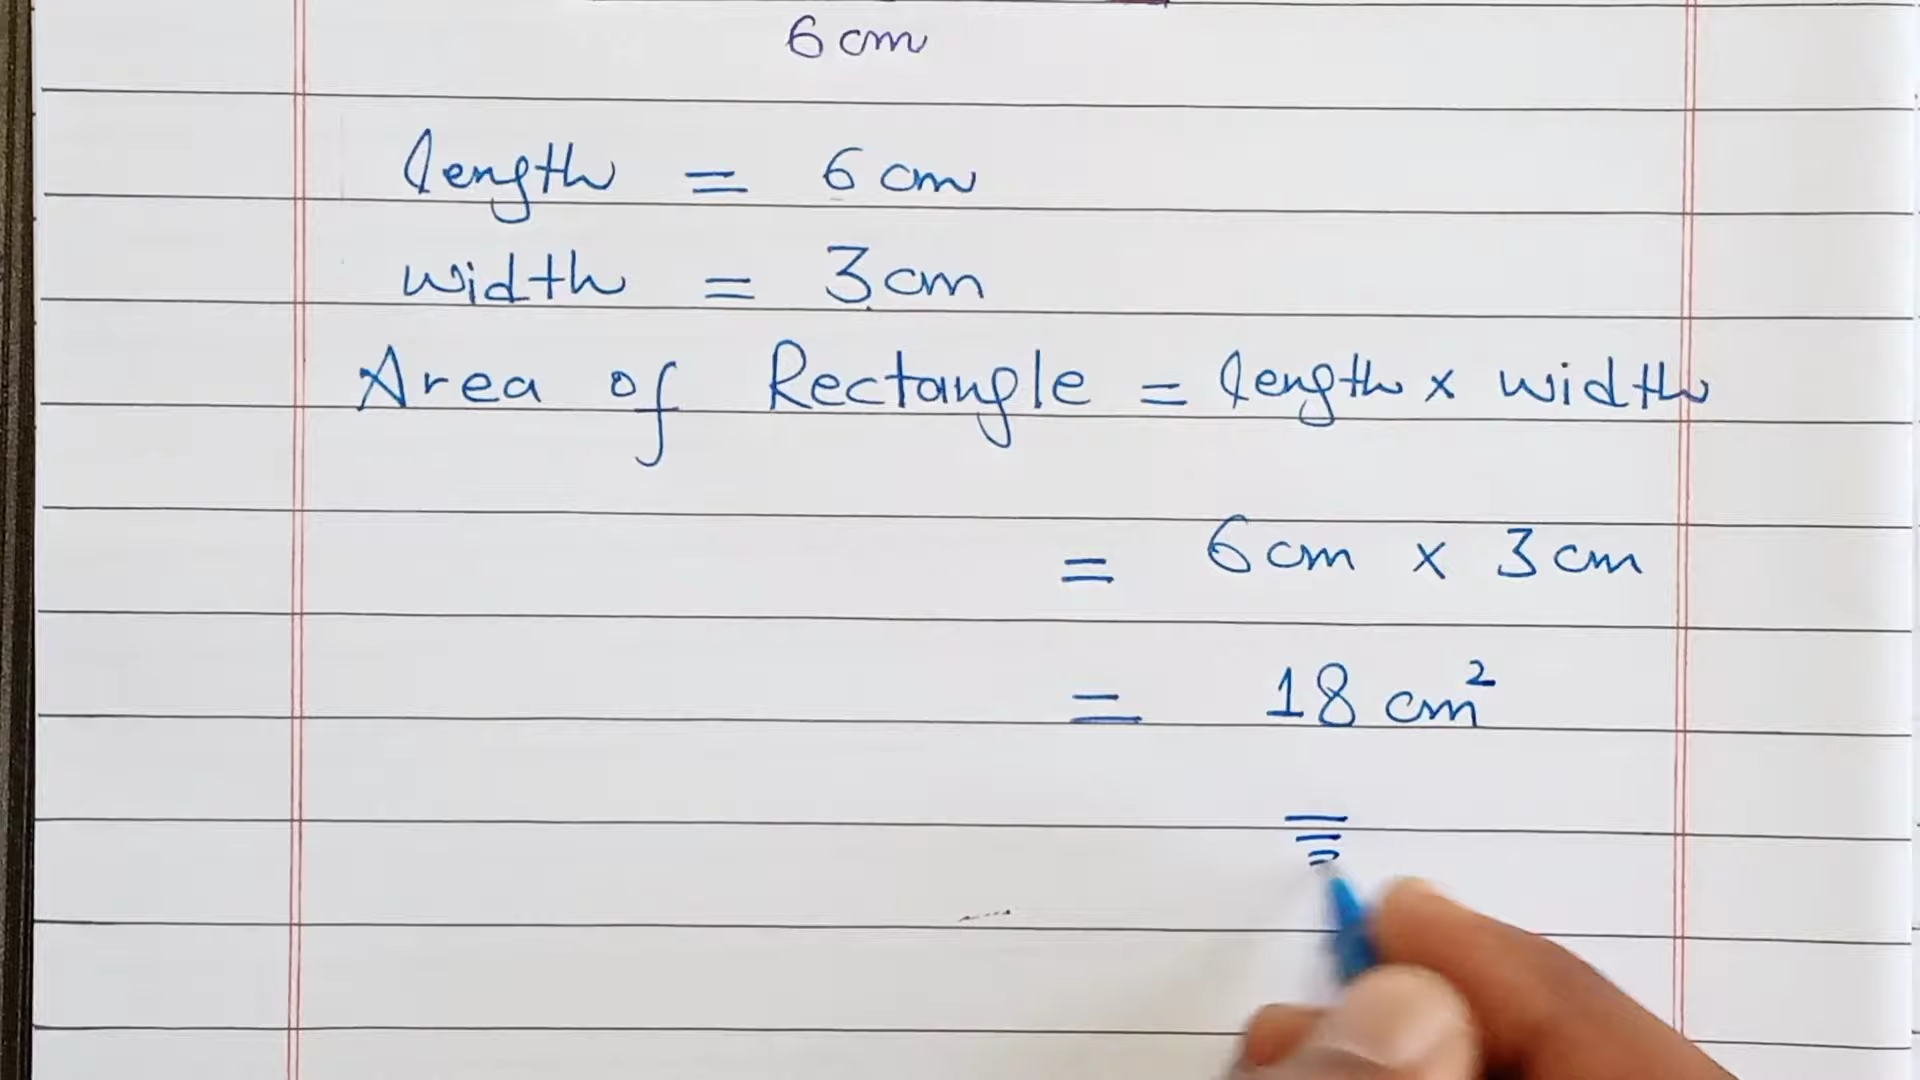 6 cm
length = 6 cm
width = 3 cm
Area of Rectangle = length x width
= 6 cm x 3 cm
= 18 cm²